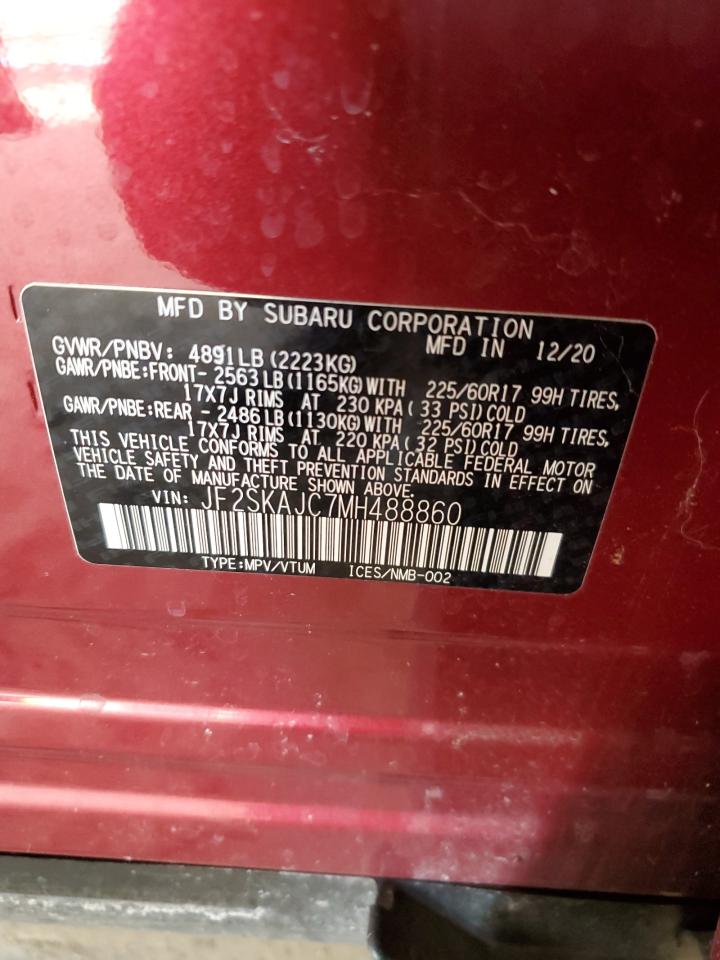 MFD BY SUBARU CORPORATION
GVWR/PNBV: 4891LB(2223KG) MFD IN 12/20
GAWR/PNBE:FRONT- 2563LB(1165KG)WITH 225/60R17 99H TIRES,
17X7J RIMS AT 230 KPA(33 PSI)COLD
GAWR/PNBE:REAR - 2486LB(1130KG)WITH 225/60R17 99H TIRES,
17X7J RIMS AT 220 KPA(32 PSI)COLD
THIS VEHICLE CONFORMS TO ALL APPLICABLE FEDERAL MOTOR
VEHICLE SAFETY AND THEFT PREVENTION STANDARDS IN EFFECT ON
THE DATE OF MANUFACTURE SHOWN ABOVE.
VIN: JF2SKAJC7MH488860
TYPE:MPV/VTUM ICES/NMB-002